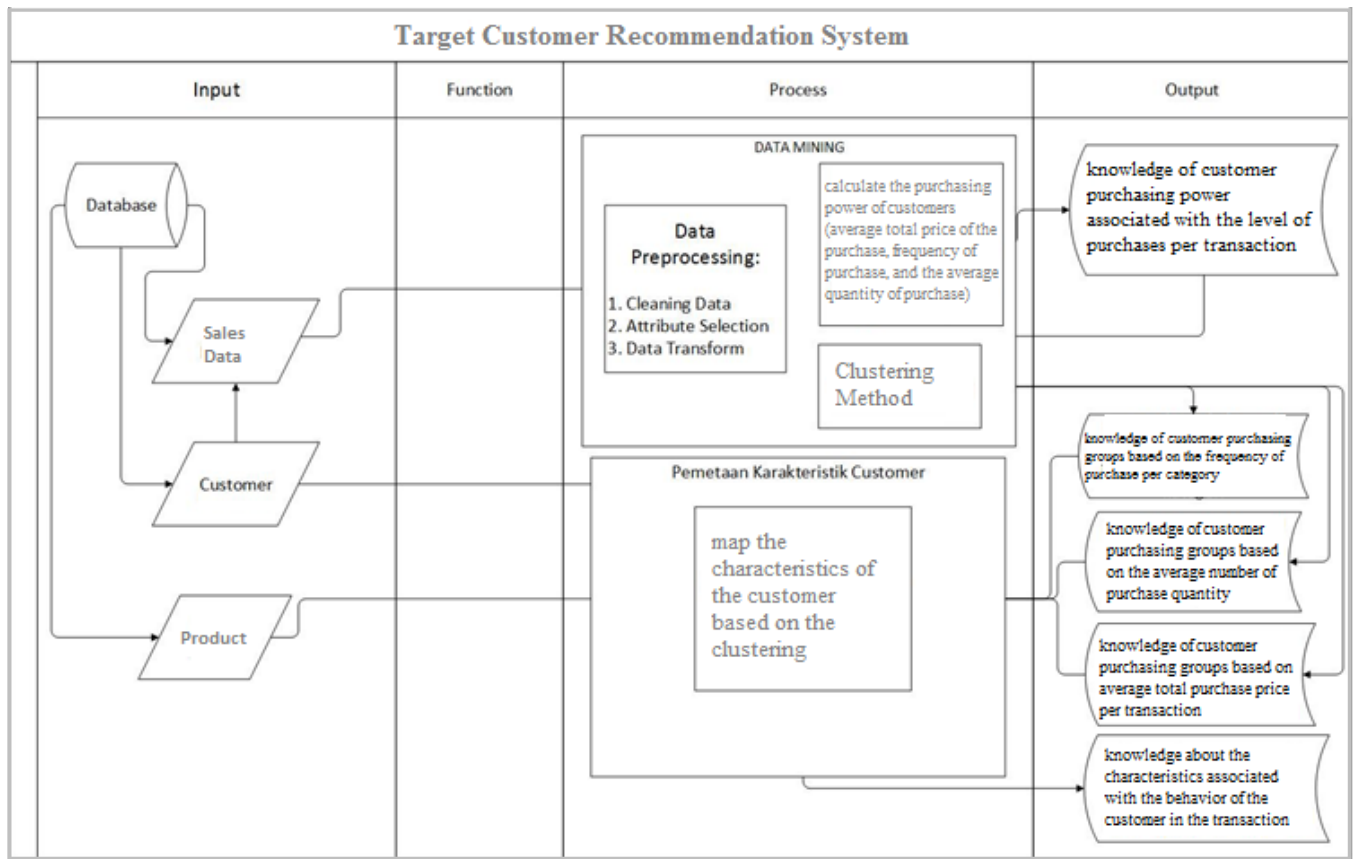 Target Customer Recommendation System
Input
Function
Process
Output
Database
Sales
Data
Customer
Product
DATA MINING
Data
Preprocessing:
1. Cleaning Data
2. Attribute Selection
3. Data Transform
calculate the purchasing
power of customers
(average total price of the
purchase, frequency of
purchase, and the average
quantity of purchase)
Clustering
Method
Pemetaan Karakteristik Customer
map the
characteristics of
the customer
based on the
clustering
knowledge of customer
purchasing power
associated with the level of
purchases per transaction
knowledge of customer purchasing
groups based on the frequency of
purchase per category
knowledge of customer
purchasing groups based
on the average number of
purchase quantity
knowledge of customer
purchasing groups based on
average total purchase price
per transaction
knowledge about the
characteristics associated
with the behavior of the
customer in the transaction